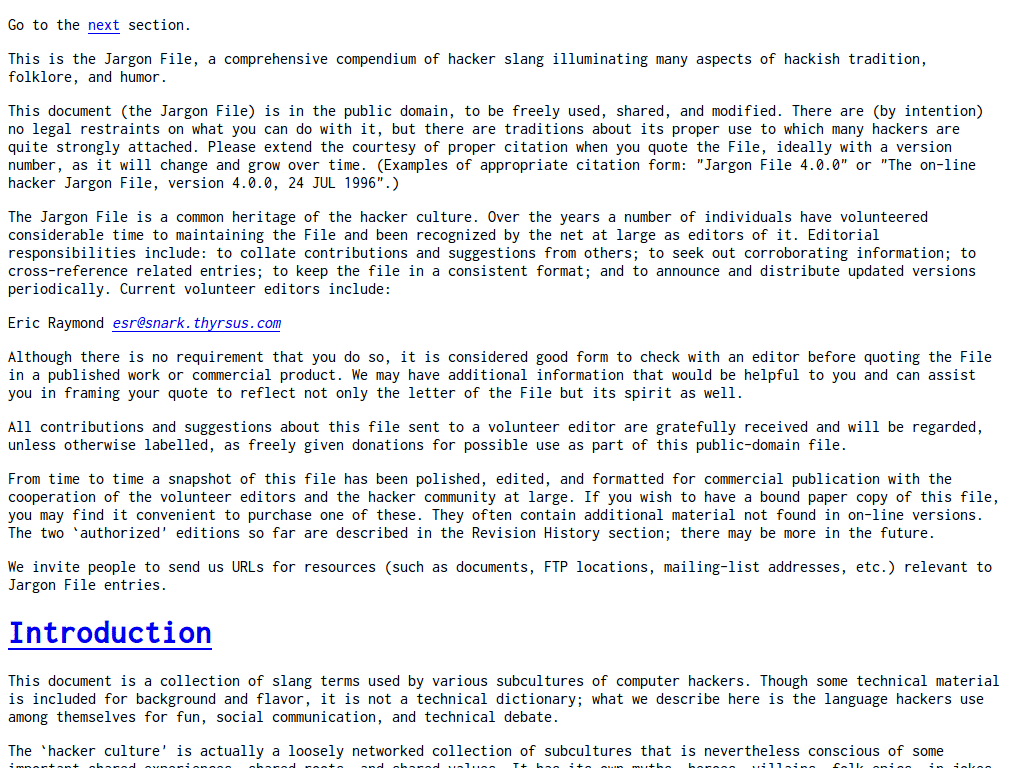 Go to the next section.
This is the Jargon File, a comprehensive compendium of hacker slang illuminating many aspects of hackish tradition,
folklore, and humor.
This document (the Jargon File) is in the public domain, to be freely used, shared, and modified. There are (by intention)
no legal restraints on what you can do with it, but there are traditions about its proper use to which many hackers are
quite strongly attached. Please extend the courtesy of proper citation when you quote the File, ideally with a version
number, as it will change and grow over time. (Examples of appropriate citation form: "Jargon File 4.0.0" or "The on-line
hacker Jargon File, version 4.0.0, 24 JUL 1996".)
The Jargon File is a common heritage of the hacker culture. Over the years a number of individuals have volunteered
considerable time to maintaining the File and been recognized by the net at large as editors of it. Editorial
responsibilities include: to collate contributions and suggestions from others; to seek out corroborating information; to
cross-reference related entries; to keep the file in a consistent format; and to announce and distribute updated versions
periodically. Current volunteer editors include:
Eric Raymond esr@snark.thyrsus.com
Although there is no requirement that you do so, it is considered good form to check with an editor before quoting the File
in a published work or commercial product. We may have additional information that would be helpful to you and can assist
you in framing your quote to reflect not only the letter of the File but its spirit as well.
All contributions and suggestions about this file sent to a volunteer editor are gratefully received and will be regarded,
unless otherwise labelled, as freely given donations for possible use as part of this public-domain file.
From time to time a snapshot of this file has been polished, edited, and formatted for commercial publication with the
cooperation of the volunteer editors and the hacker community at large. If you wish to have a bound paper copy of this file,
you may find it convenient to purchase one of these. They often contain additional material not found in on-line versions.
The two `authorized' editions so far are described in the Revision History section; there may be more in the future.
We invite people to send us URLs for resources (such as documents, FTP locations, mailing-list addresses, etc.) relevant to
Jargon File entries.
Introduction
This document is a collection of slang terms used by various subcultures of computer hackers. Though some technical material
is included for background and flavor, it is not a technical dictionary; what we describe here is the language hackers use
among themselves for fun, social communication, and technical debate.
The `hacker culture' is actually a loosely networked collection of subcultures that is nevertheless conscious of some
important shared experiences, shared roots, and shared values. It has its own myths, heroes, villains, folk epics, in-jokes,